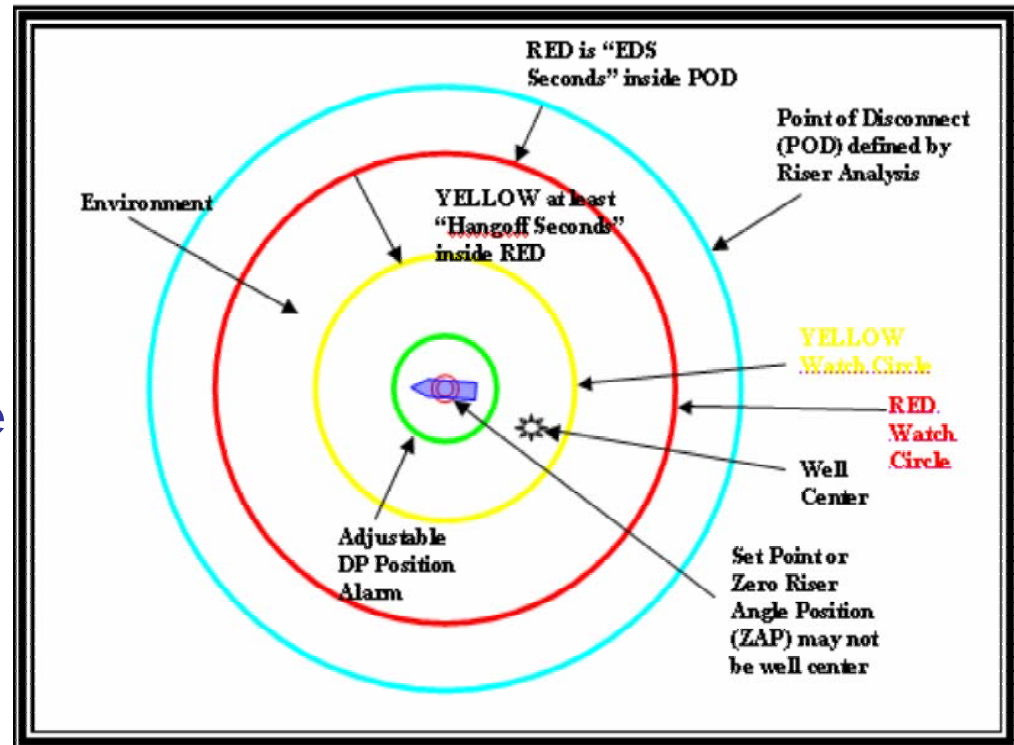 RED is “EDS
Seconds” inside POD
Point of Disconnect
(POD) defined by
Riser Analysis
Environment
YELLOW at least
“Hangoff Seconds”
inside RED
YELLOW
Watch Circle
RED
Watch
Circle
e
Well
Center
Adjustable
DP Position
Alarm
Set Point or
Zero Riser
Angle Position
(ZAP) may not
be well center